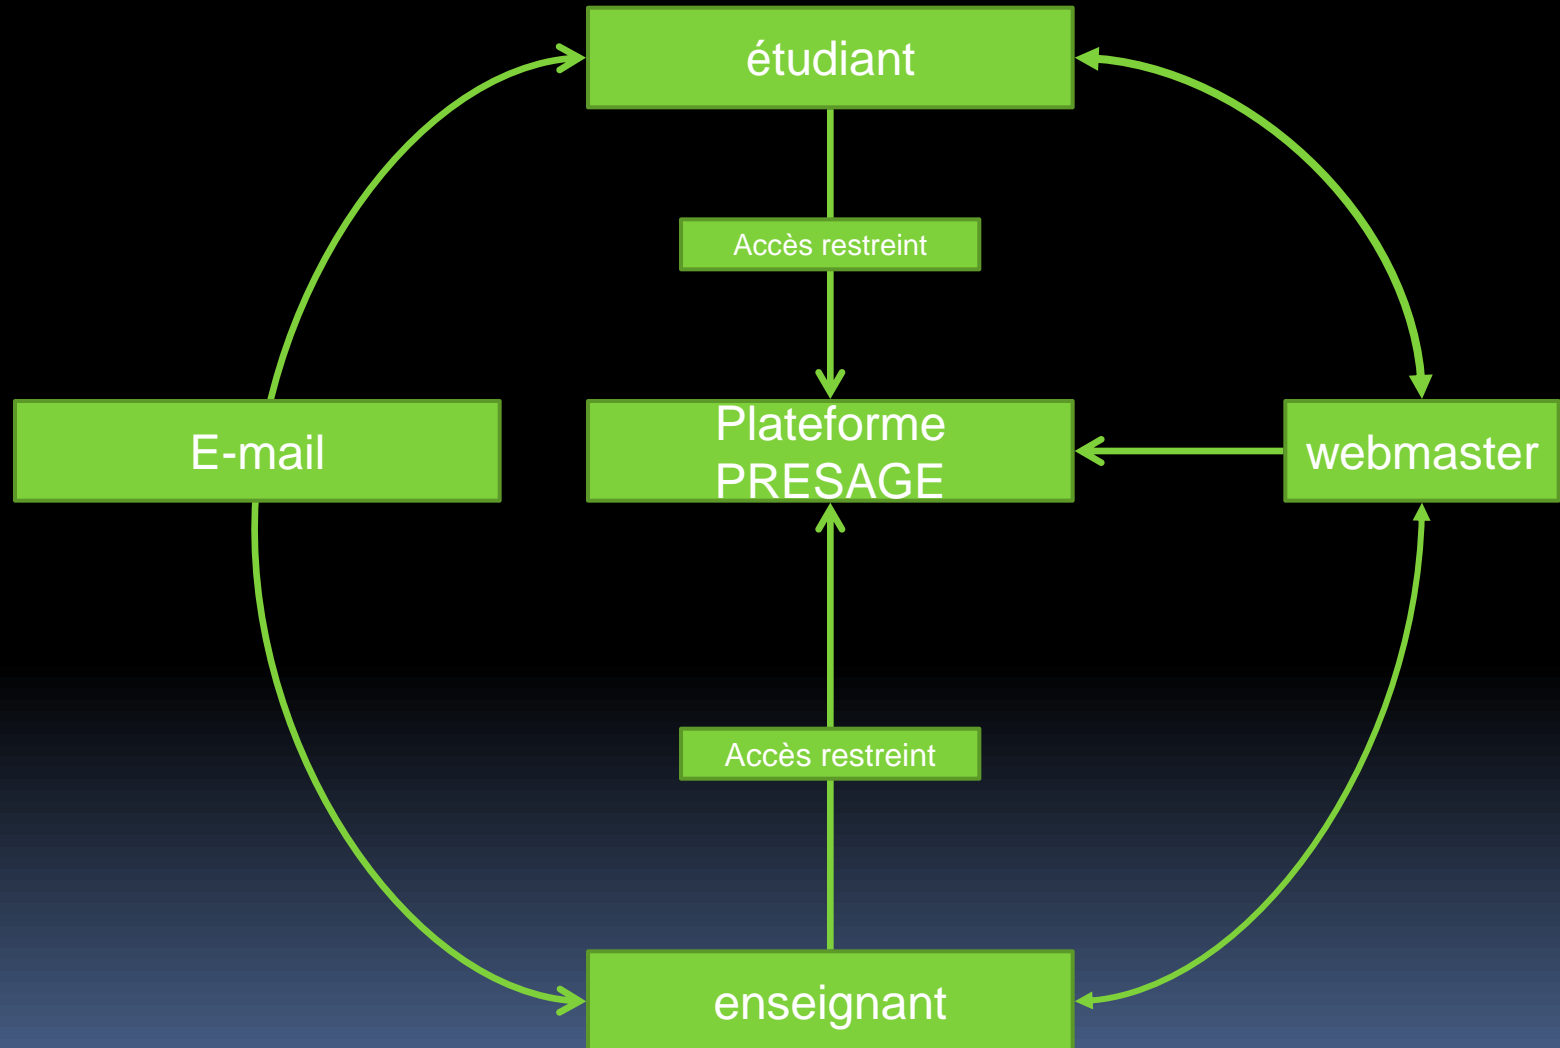 étudiant
Accès restreint
E-mail
Plateforme
PRESAGE
webmaster
Accès restreint
enseignant